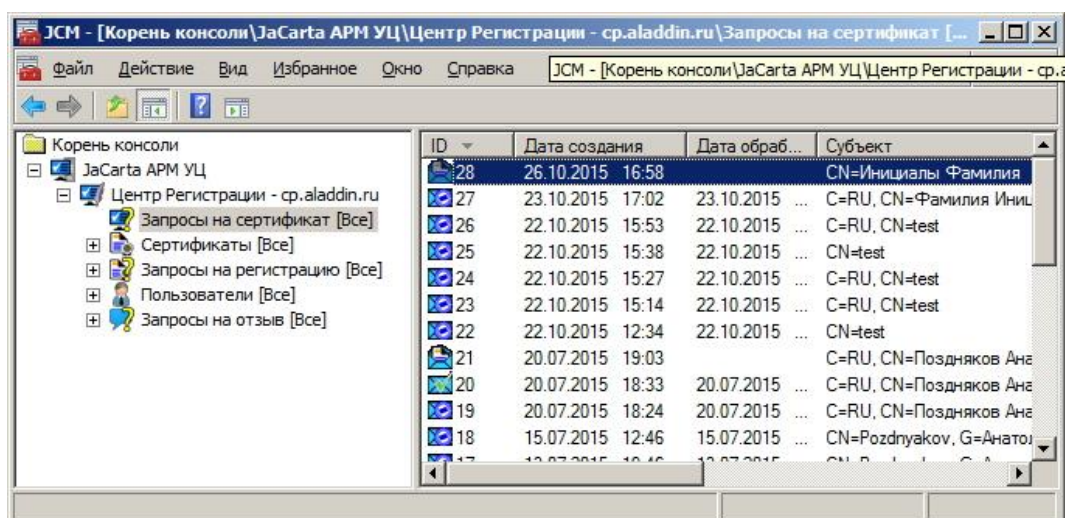 JCM - [Корень консоли\JaCarta АРМ УЦ\Центр Регистрации - cp.aladdin.ru\Запросы на сертификат [...
Файл Действие Вид Избранное Окно Справка
JCM - [Корень консоли\JaCarta АРМ УЦ\Центр Регистрации - cp.a
Корень консоли
JaCarta АРМ УЦ
Центр Регистрации - cp.aladdin.ru
Запросы на сертификат [Все]
Сертификаты [Все]
Запросы на регистрацию [Все]
Пользователи [Все]
Запросы на отзыв [Все]
ID Дата создания Дата обраб... Субъект
28 26.10.2015 16:58 CN=Инициалы Фамилия
27 23.10.2015 17:02 23.10.2015 ... C=RU, CN=Фамилия Иниц
26 22.10.2015 15:53 22.10.2015 ... C=RU, CN=test
25 22.10.2015 15:38 22.10.2015 ... CN=test
24 22.10.2015 15:27 22.10.2015 ... C=RU, CN=test
23 22.10.2015 15:14 22.10.2015 ... C=RU, CN=test
22 22.10.2015 12:34 22.10.2015 ... CN=test
21 20.07.2015 19:03 C=RU, CN=Поздняков Ана
20 20.07.2015 18:33 20.07.2015 ... C=RU, CN=Поздняков Ана
19 20.07.2015 18:24 20.07.2015 ... C=RU, CN=Поздняков Ана
18 15.07.2015 12:46 15.07.2015 ... CN=Pozdnyakov, G=Анатол